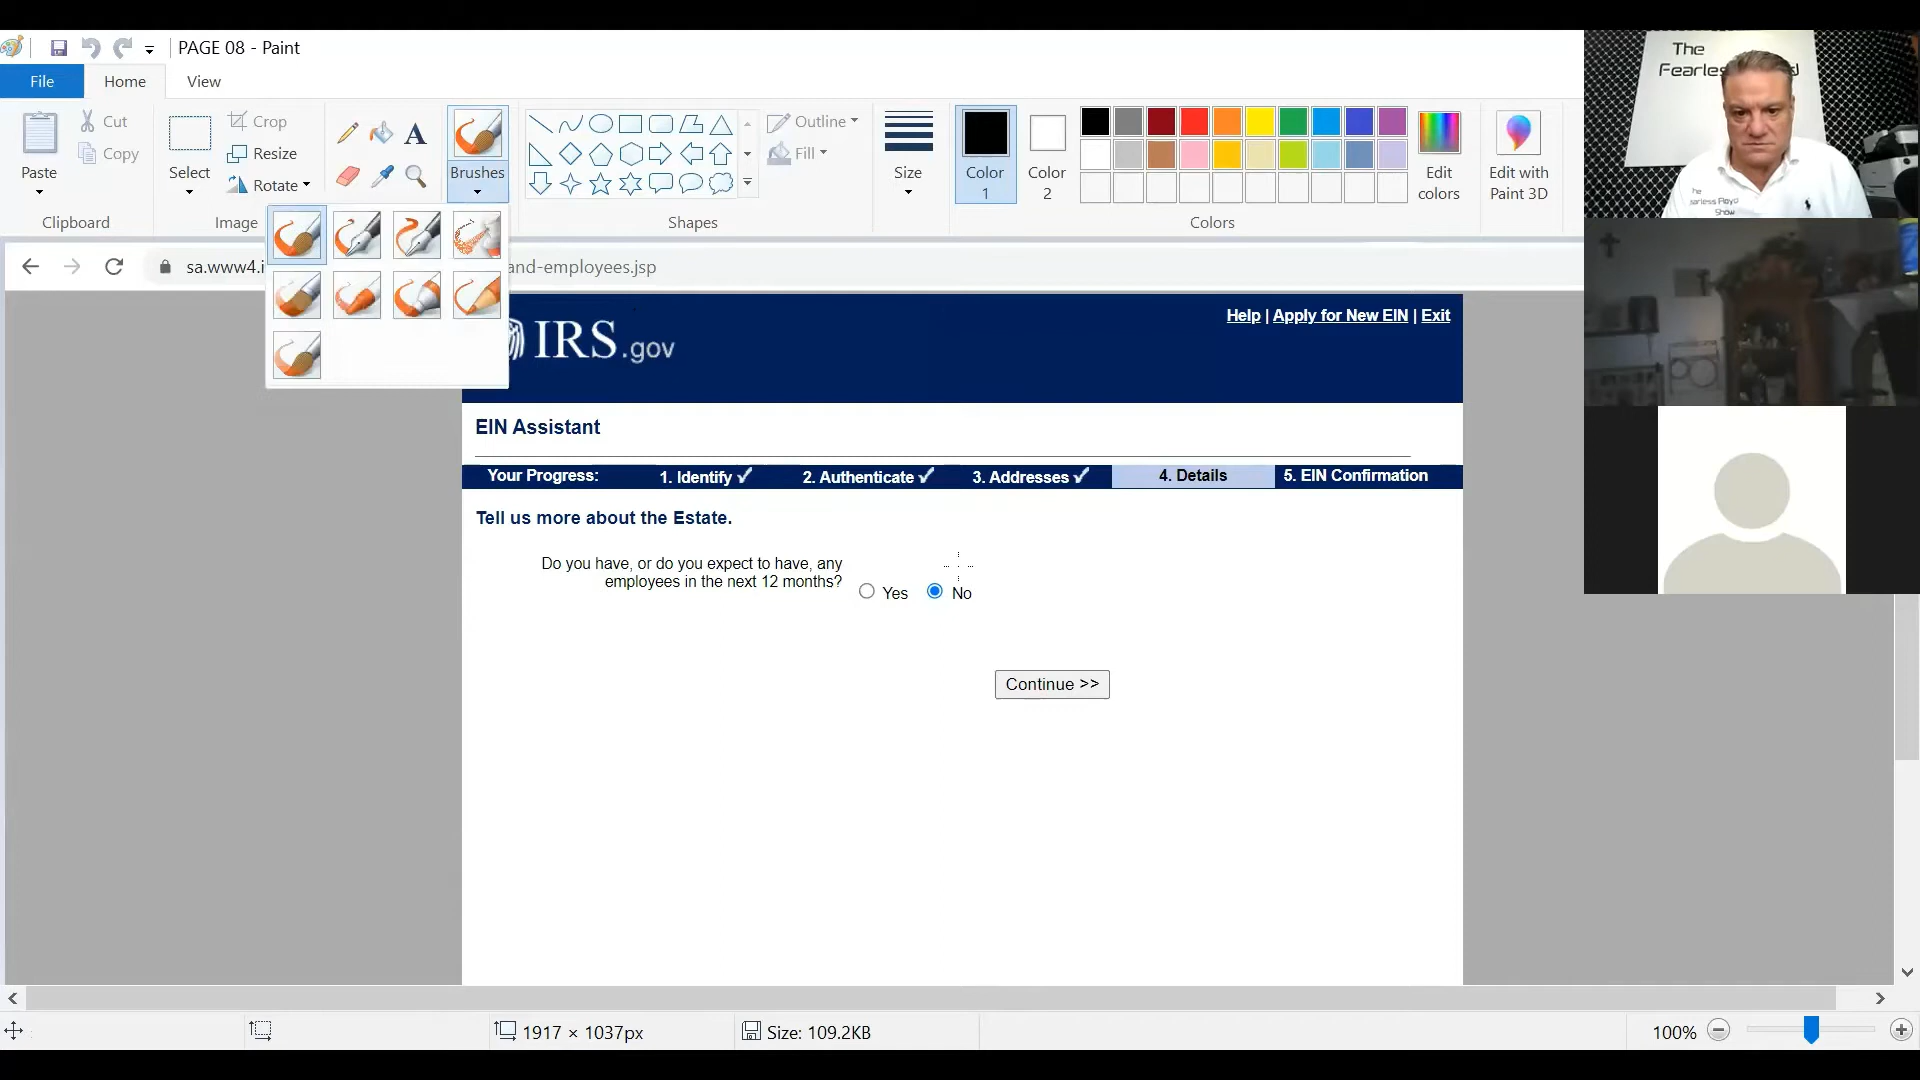 PAGE 08 - Paint
File Home View
Paste
Cut
Copy
Clipboard
Select
Crop
Resize
Rotate
Image
A
Brushes
Shapes
Outline
Fill
Size
Color 1
Color 2
Colors
Edit colors
Edit with Paint 3D
The
The
Show
sa.www4.i
and-employees.jsp
IRS.gov
Help | Apply for New EIN | Exit
EIN Assistant
Your Progress: 1. Identify ✓ 2. Authenticate ✓ 3. Addresses ✓ 4. Details 5. EIN Confirmation
Tell us more about the Estate.
Do you have, or do you expect to have, any
employees in the next 12 months?
Yes No
Continue >>
1917 × 1037px
Size: 109.2KB
100%